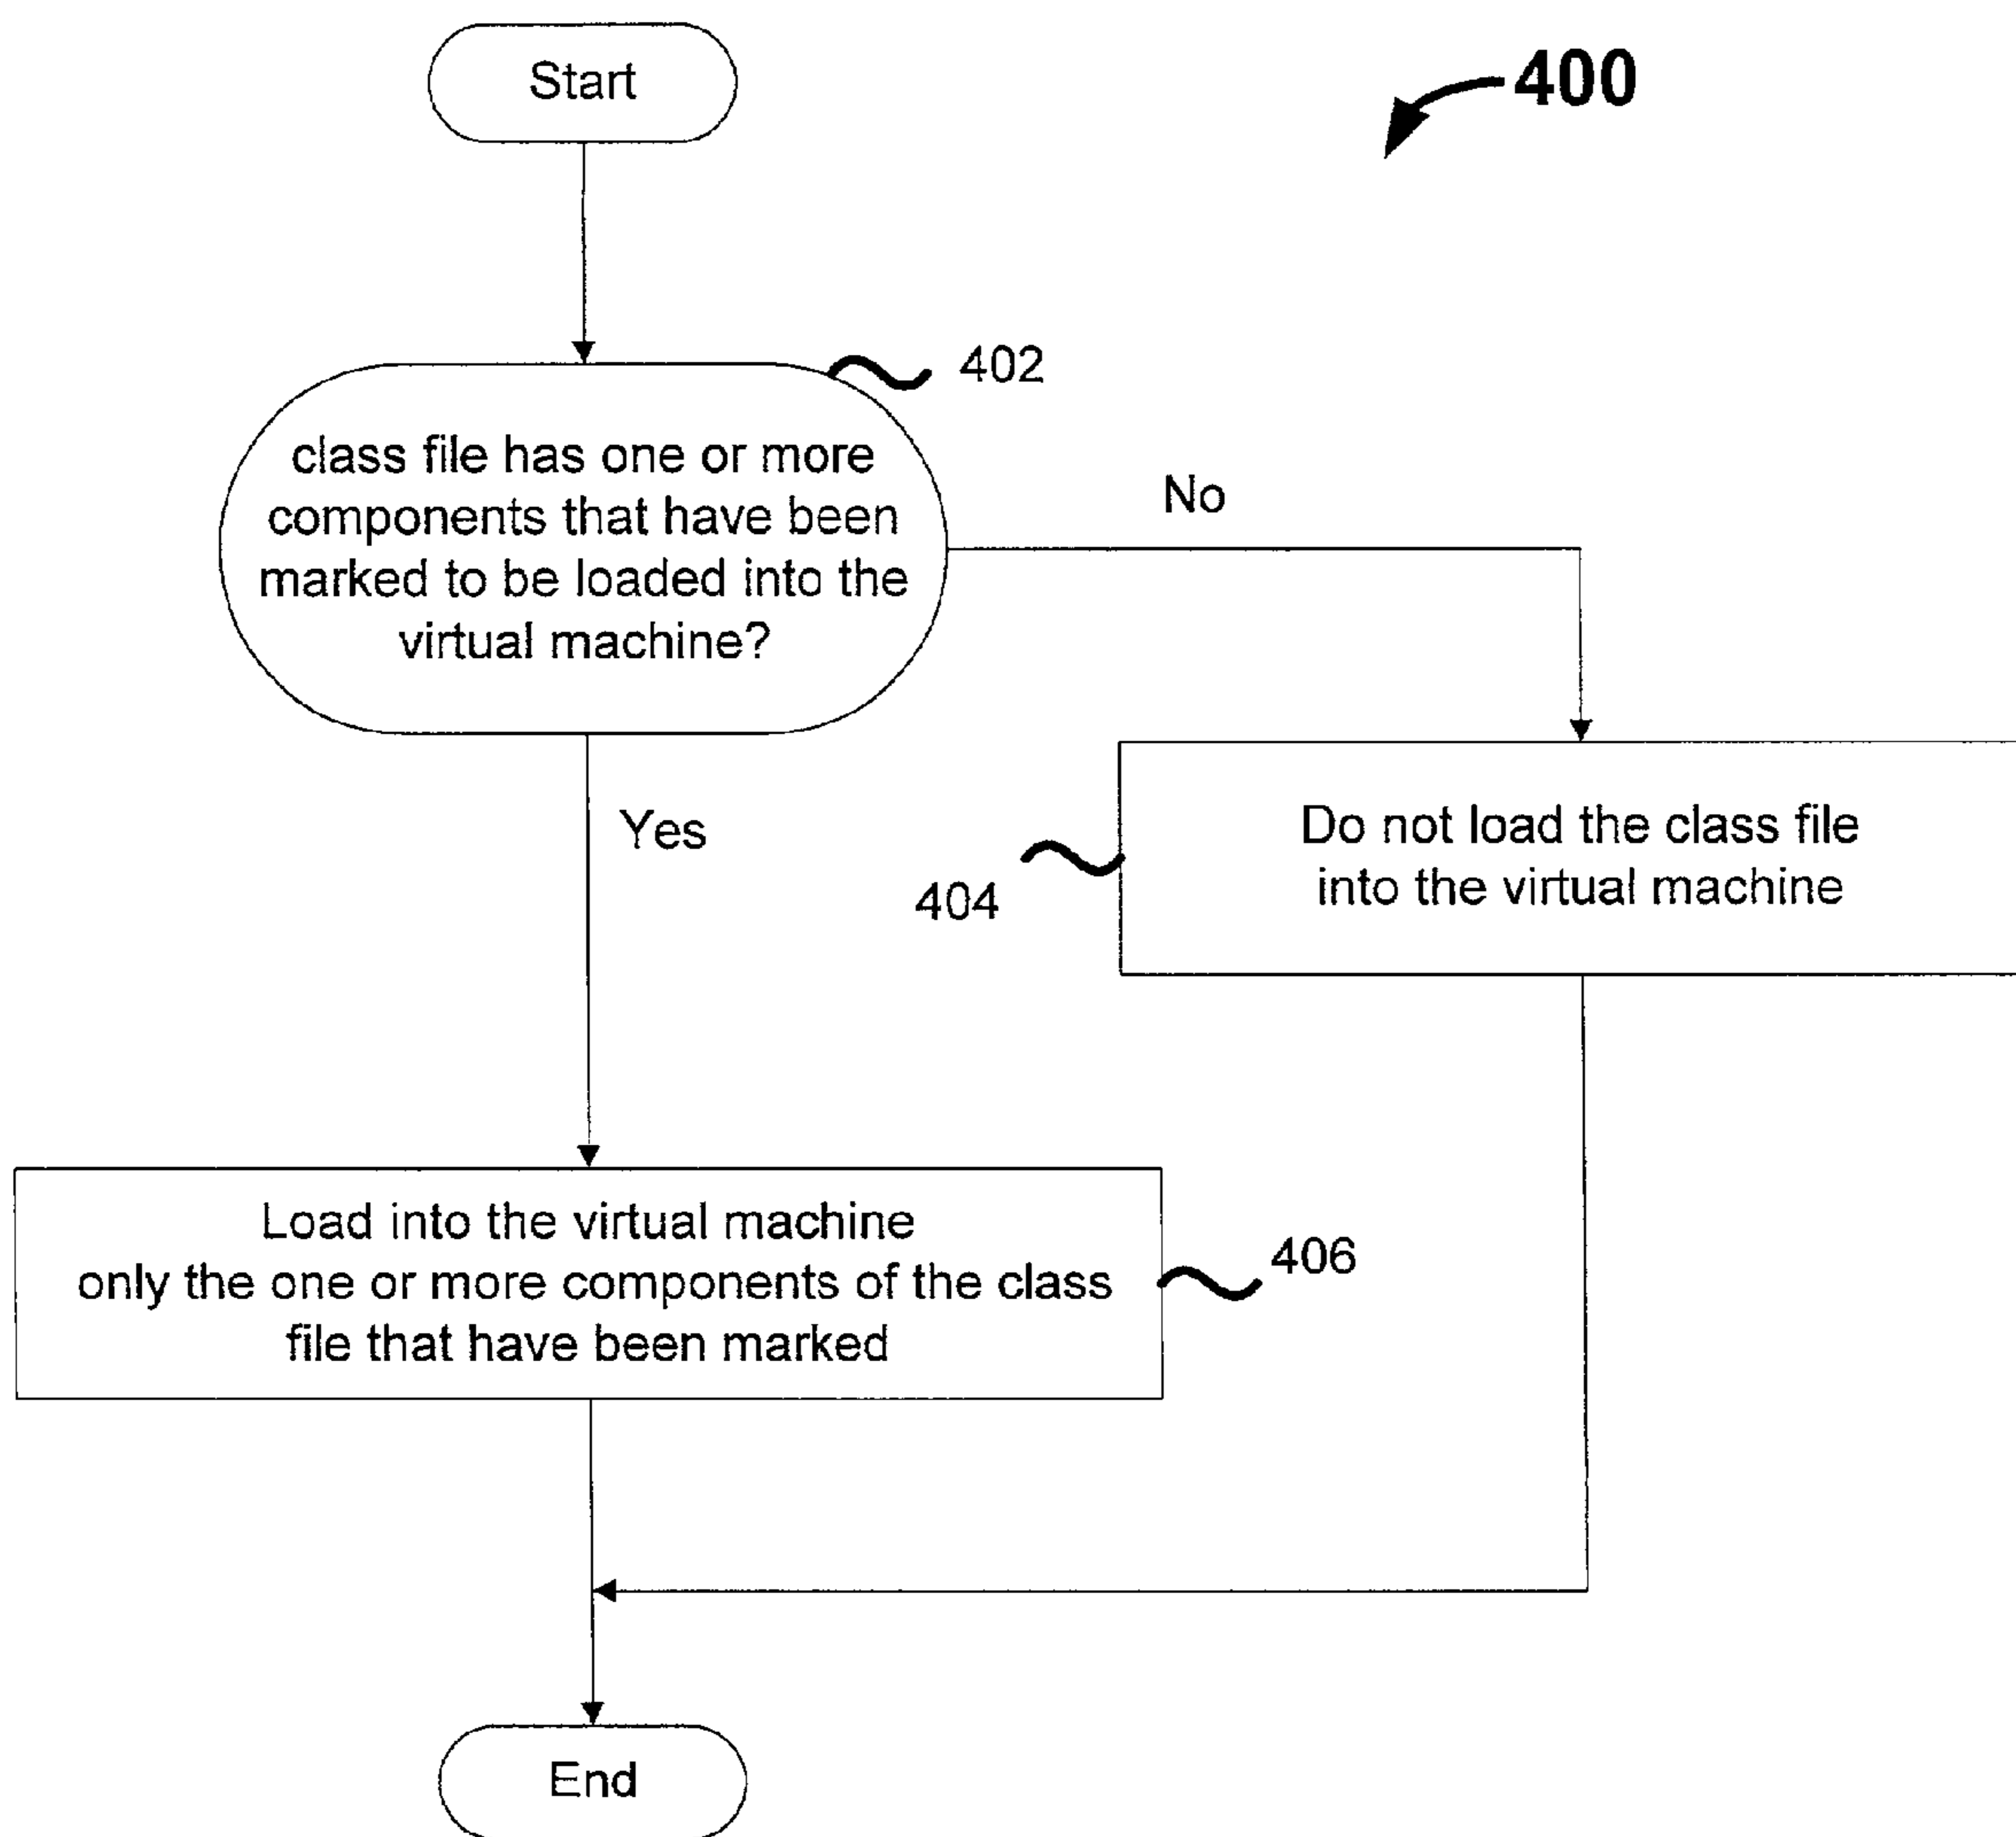 Start
400
402
class file has one or more
components that have been
marked to be loaded into the
virtual machine?
No
Yes
Do not load the class file
into the virtual machine
404
Load into the virtual machine
only the one or more components of the class
file that have been marked
406
End